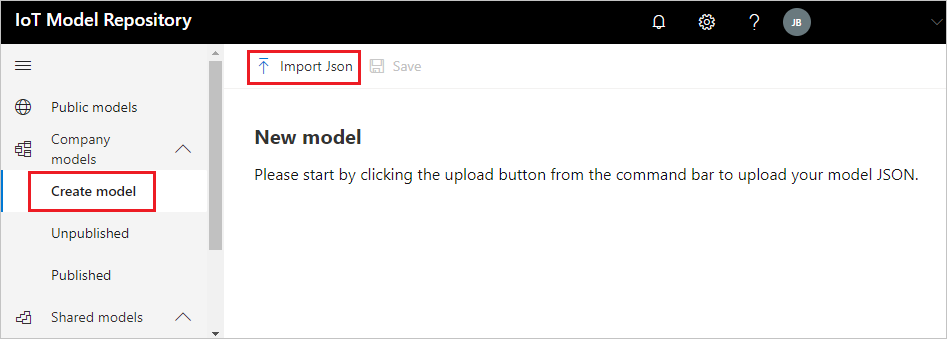 IoT Model Repository
?
JB
Import Json
Save
Public models
Company
models
Create model
Unpublished
Published
Shared models
New model
Please start by clicking the upload button from the command bar to upload your model JSON.